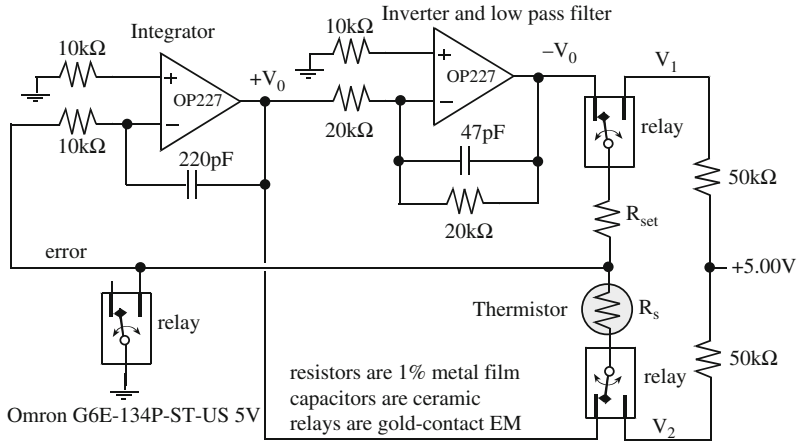 Inverter and low pass filter
Integrator
10kΩ
10kΩ
+
OP227
−
+V0
10kΩ
220pF
+
OP227
−
20kΩ
47pF
20kΩ
−V0
V1
relay
50kΩ
Rset
error
+5.00V
relay
Thermistor
Rs
50kΩ
resistors are 1% metal film
capacitors are ceramic
relays are gold-contact EM
relay
Omron G6E-134P-ST-US 5V
V2